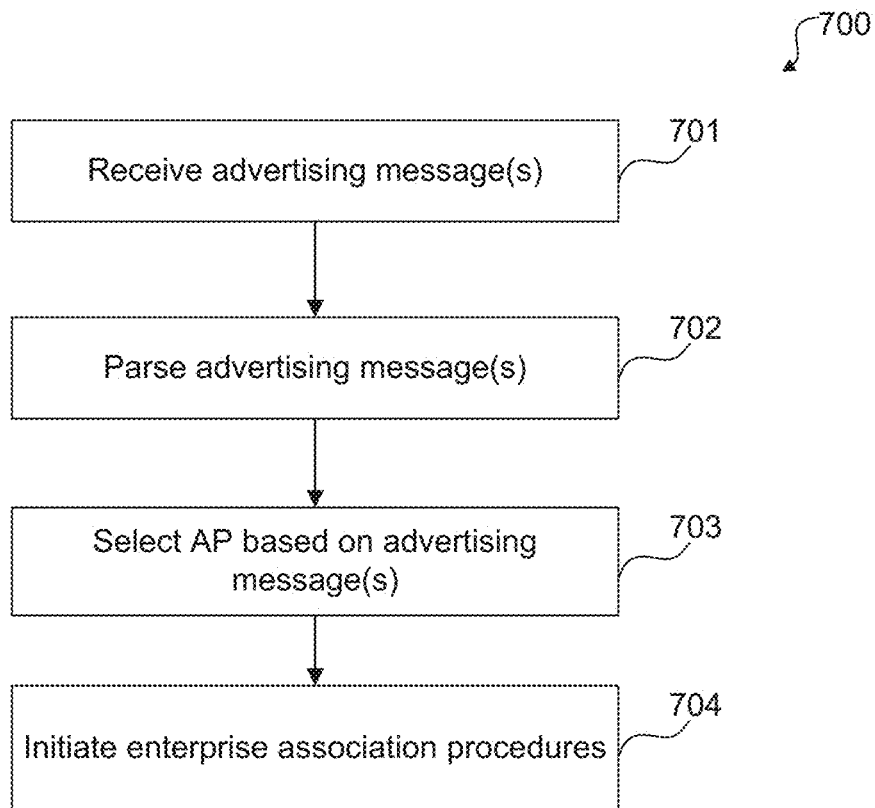 700
Receive advertising message(s)
701
Parse advertising message(s)
702
Select AP based on advertising
message(s)
703
Initiate enterprise association procedures
704